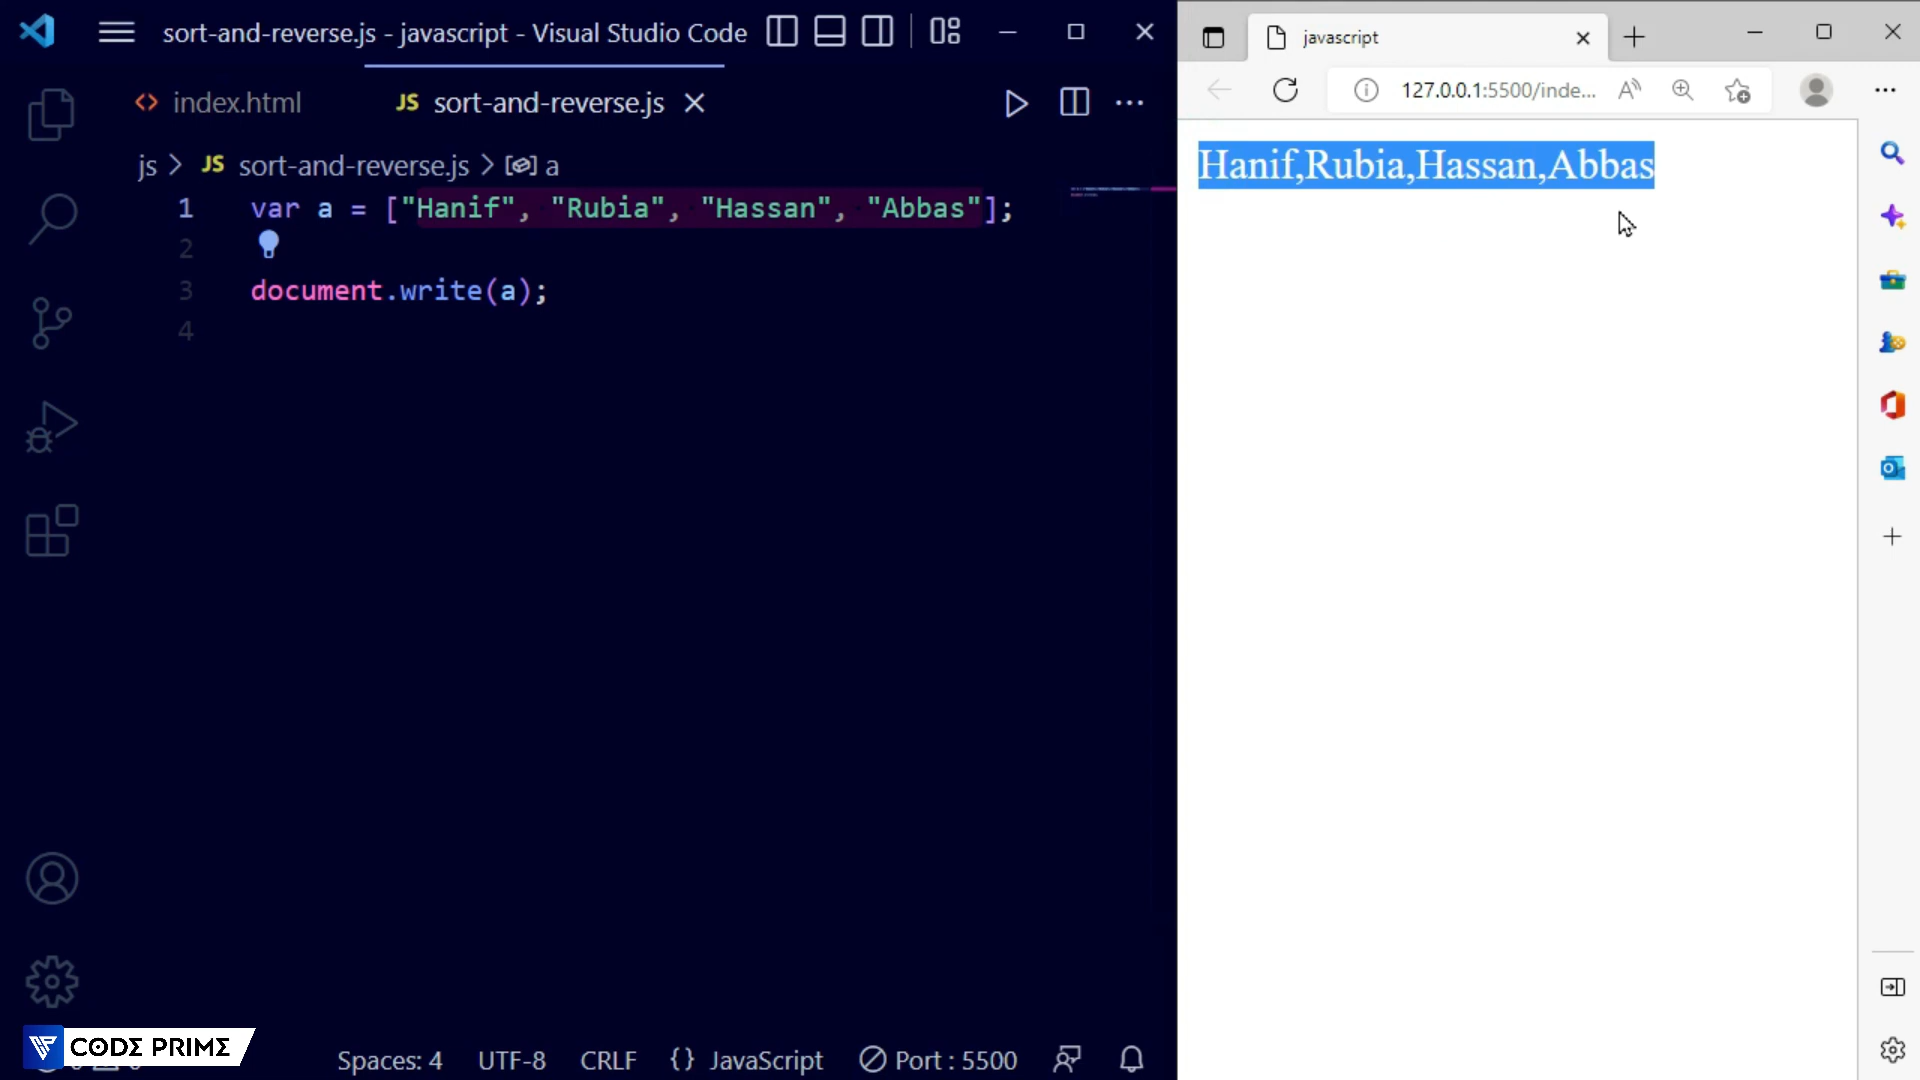 sort-and-reverse.js - javascript - Visual Studio Code
index.html
JS sort-and-reverse.js
js > JS sort-and-reverse.js > a
1 var a = ["Hanif", "Rubia", "Hassan", "Abbas"];
2
3 document.write(a);
4
CODΣ PRIMΣ
Spaces: 4 UTF-8 CRLF {} JavaScript Port : 5500
javascript
127.0.0.1:5500/inde...
Hanif,Rubia,Hassan,Abbas